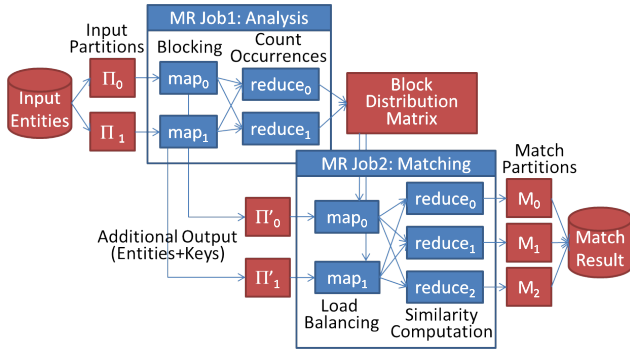 MR Job1: Analysis
Input
Partitions
Blocking
Count
Occurrences
Input
Entities
Π₀
Π₁
map₀
map₁
reduce₀
reduce₁
Block
Distribution
Matrix
MR Job2: Matching
Match
Partitions
Additional Output
(Entities+Keys)
Π'₀
Π'₁
map₀
map₁
Load
Balancing
reduce₀
reduce₁
reduce₂
Similarity
Computation
M₀
M₁
M₂
Match
Result